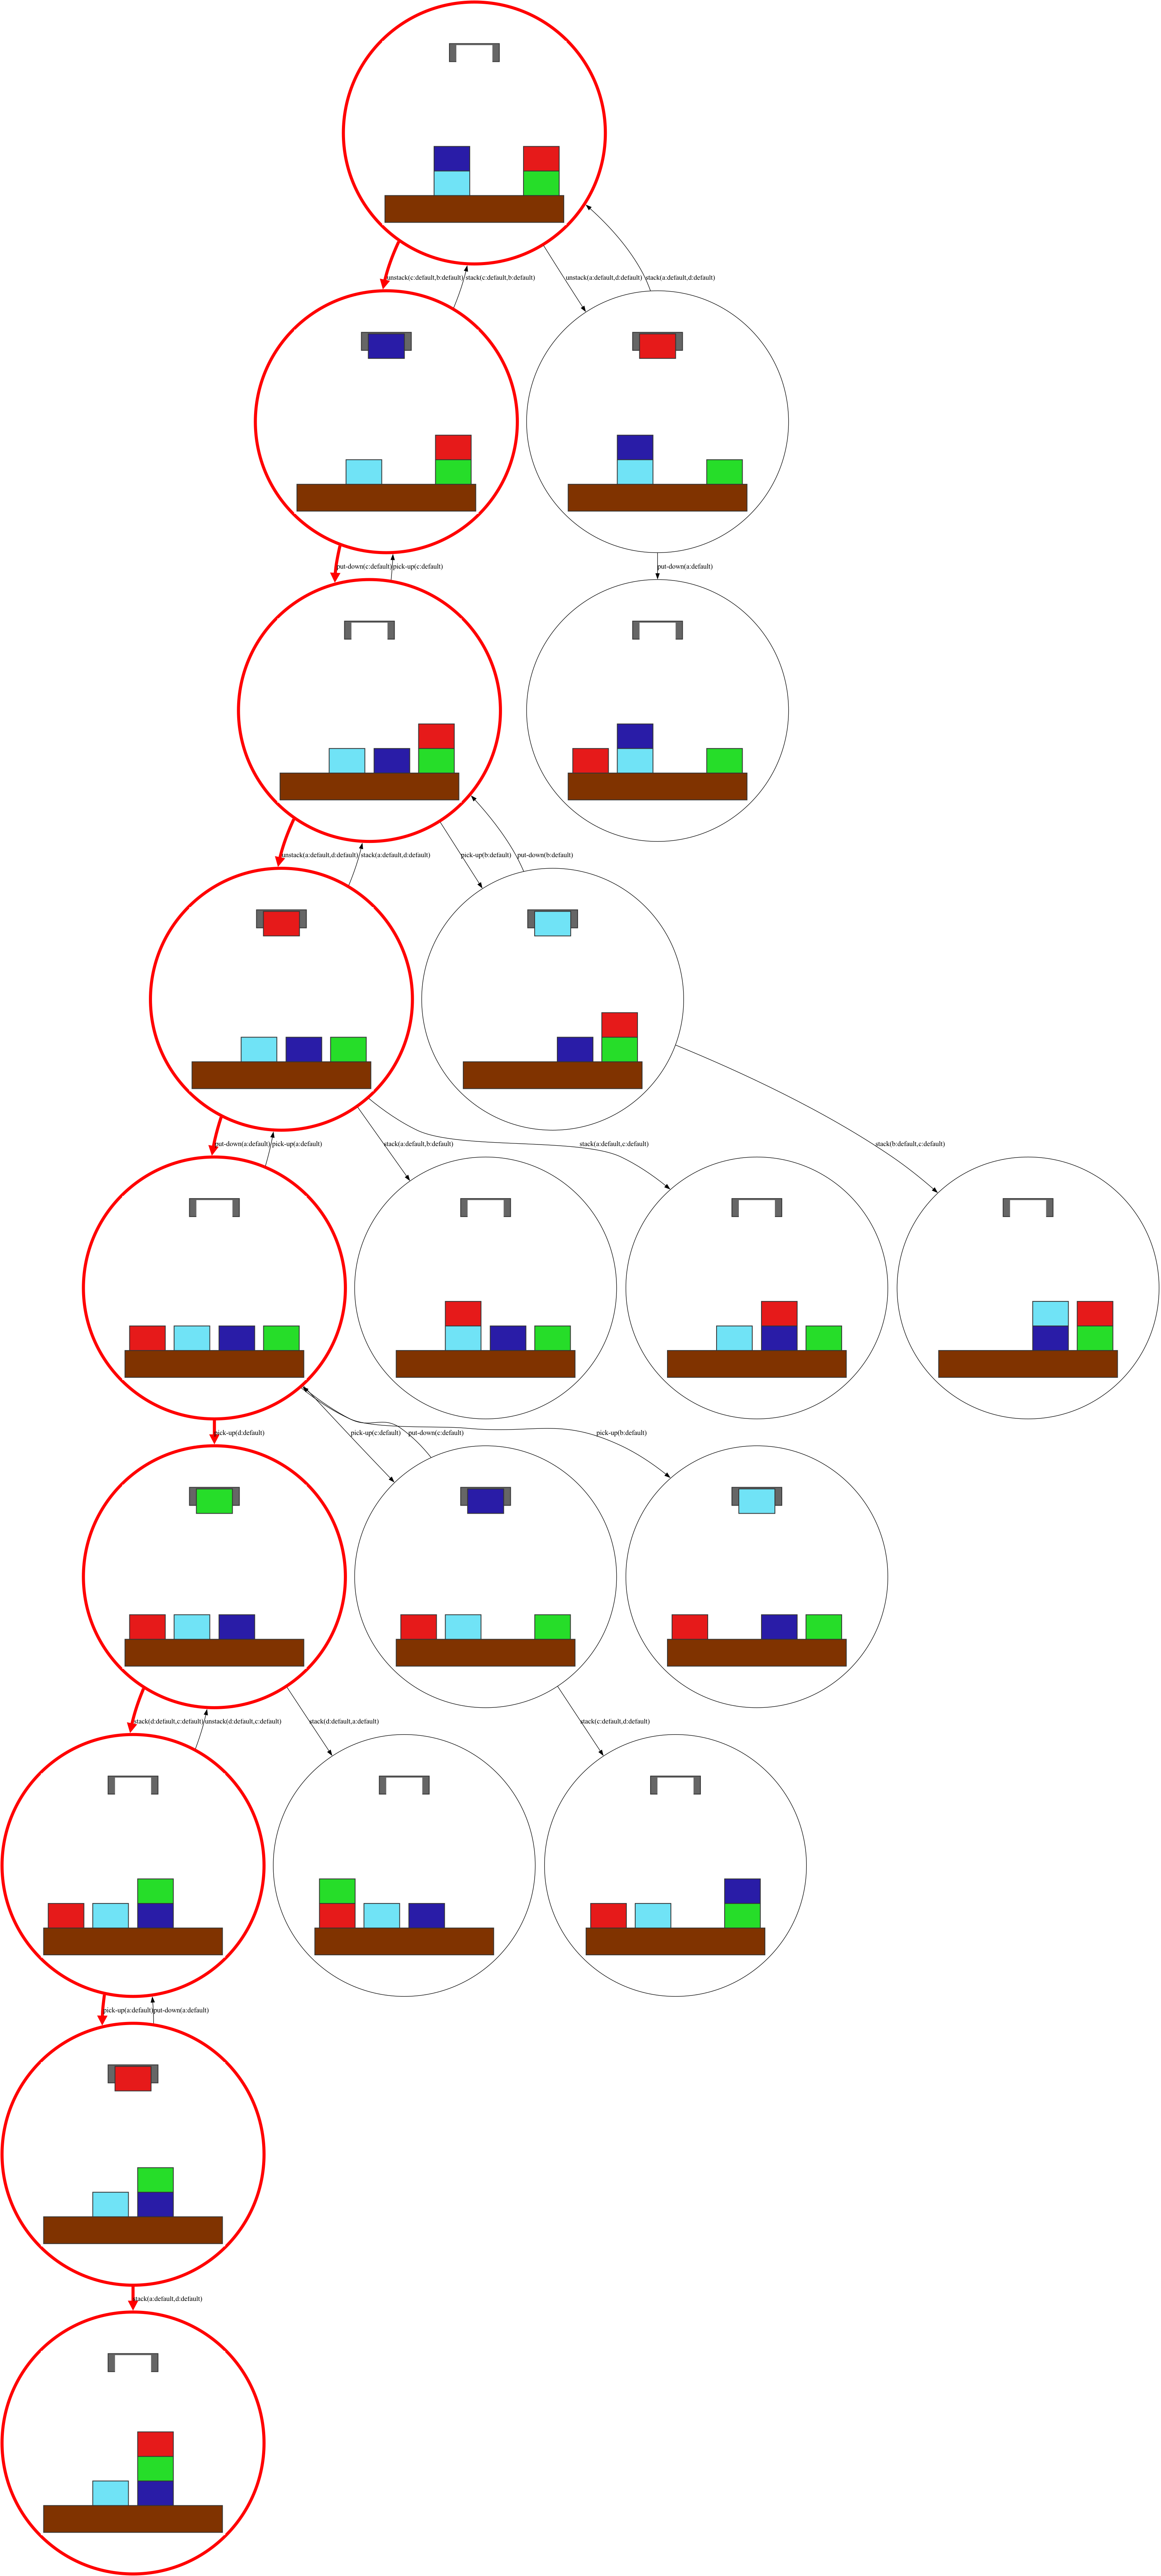 unstack(c:default,b:default)
stack(c:default,b:default)
unstack(a:default,d:default)
stack(a:default,d:default)
put-down(c:default)
pick-up(c:default)
put-down(a:default)
unstack(a:default,d:default)
stack(a:default,d:default)
pick-up(b:default)
put-down(b:default)
put-down(a:default)
pick-up(a:default)
stack(a:default,b:default)
stack(a:default,c:default)
stack(b:default,c:default)
pick-up(d:default)
pick-up(c:default)
put-down(c:default)
pick-up(b:default)
stack(d:default,c:default)
unstack(d:default,c:default)
stack(d:default,a:default)
stack(c:default,d:default)
pick-up(a:default)
put-down(a:default)
stack(a:default,d:default)